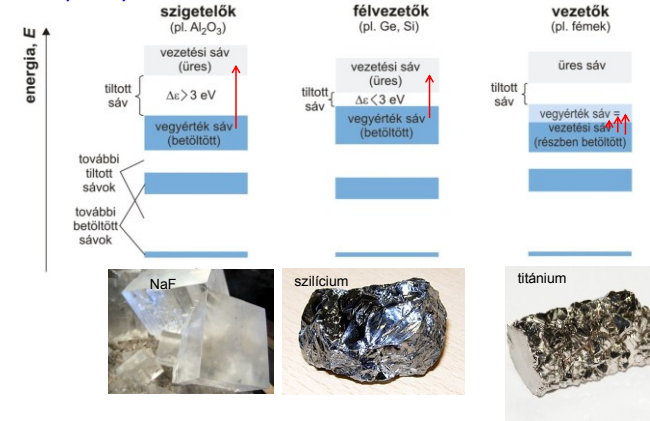 szigetelők
(pl. Al₂O₃)
félvezetők
(pl. Ge, Si)
vezetők
(pl. fémek)
energia, E
vezetési sáv
(üres)
tiltott
sáv
Δε>3 eV
vegyérték sáv
(betöltött)
további
tiltott
sávok
további
betöltött
sávok
vezetési sáv
(üres)
tiltott
sáv
Δε<3 eV
vegyérték sáv
(betöltött)
üres sáv
tiltott
sáv
vegyérték sáv =
vezetési sáv
(részben betöltött)
NaF
szilícium
titánium